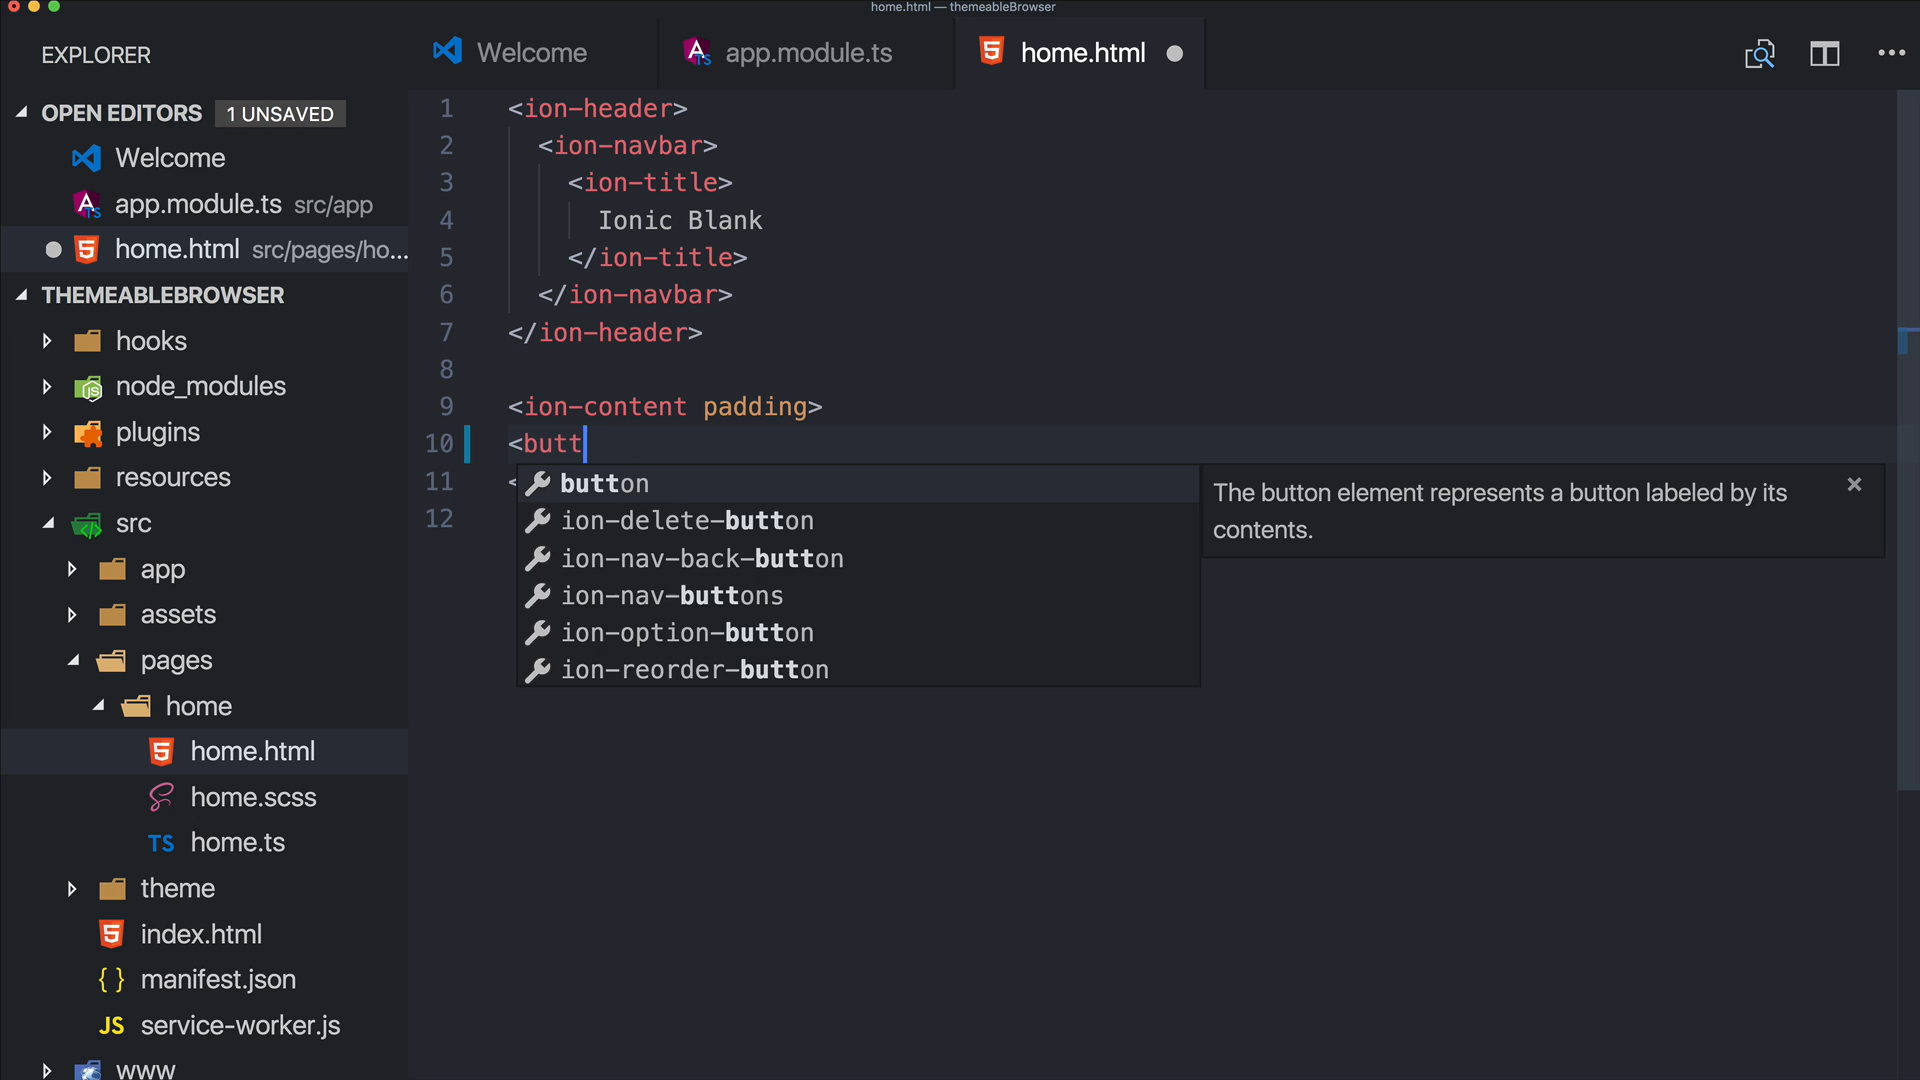 home.html — themeableBrowser
EXPLORER
OPEN EDITORS 1 UNSAVED
Welcome
app.module.ts src/app
home.html src/pages/ho...
THEMEABLEBROWSER
hooks
node_modules
plugins
resources
src
app
assets
pages
home
home.html
home.scss
TS home.ts
theme
index.html
{ } manifest.json
JS service-worker.js
www
Welcome
app.module.ts
home.html
1 <ion-header>
2 <ion-navbar>
3 <ion-title>
4 Ionic Blank
5 </ion-title>
6 </ion-navbar>
7 </ion-header>
8
9 <ion-content padding>
10 <butt
11 <
12
button
ion-delete-button
ion-nav-back-button
ion-nav-buttons
ion-option-button
ion-reorder-button
The button element represents a button labeled by its
contents.